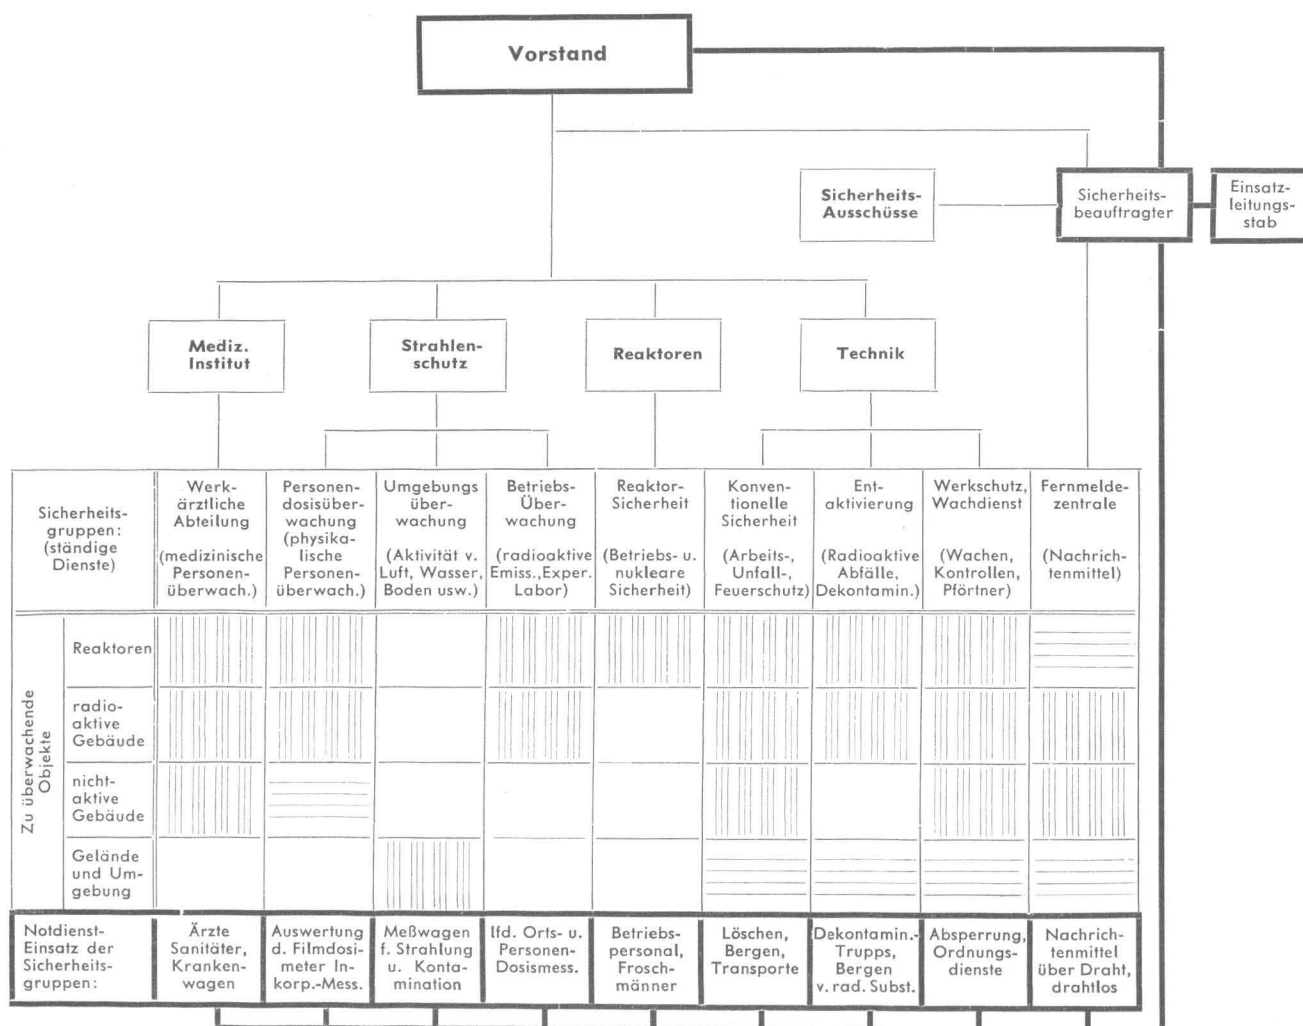 Vorstand
Sicherheits-
Ausschüsse
Sicherheits-
beauftragter
Einsatz-
leitungs-
stab
Mediz.
Institut
Strahlen-
schutz
Reaktoren
Technik
Sicherheits-
gruppen:
(ständige
Dienste)
Werk-
ärztliche
Abteilung
(medizinische
Personen-
überwach.)
Personen-
dosisüber-
wachung
(physika-
lische
Personen-
überwach.)
Umgebungs
über-
wachung
(Aktivität v.
Luft, Wasser,
Boden usw.)
Betriebs-
Über-
wachung
(radioaktive
Emiss.,Exper.
Labor)
Reaktor-
Sicherheit
(Betriebs- u.
nukleare
Sicherheit)
Konven-
tionelle
Sicherheit
(Arbeits-,
Unfall-,
Feuerschutz)
Ent-
aktivierung
(Radioaktive
Abfälle,
Dekontamin.)
Werkschutz,
Wachdienst
(Wachen,
Kontrollen,
Pförtner)
Fernmelde-
zentrale
(Nachrich-
tenmittel)
Zu überwachende
Objekte
Reaktoren
radio-
aktive
Gebäude
nicht-
aktive
Gebäude
Gelände
und Um-
gebung
Notdienst-
Einsatz der
Sicherheits-
gruppen:
Ärzte
Sanitäter,
Kranken-
wagen
Auswertung
d. Filmdosi-
meter In-
korp.-Mess.
Meßwagen
f. Strahlung
u. Konta-
mination
lfd. Orts- u.
Personen-
Dosismess.
Betriebs-
personal,
Frosch-
männer
Löschen,
Bergen,
Transporte
Dekontamin.-
Trupps,
Bergen
v. rad. Subst.
Absperrung,
Ordnungs-
dienste
Nachrich-
tenmittel
über Draht,
drahtlos